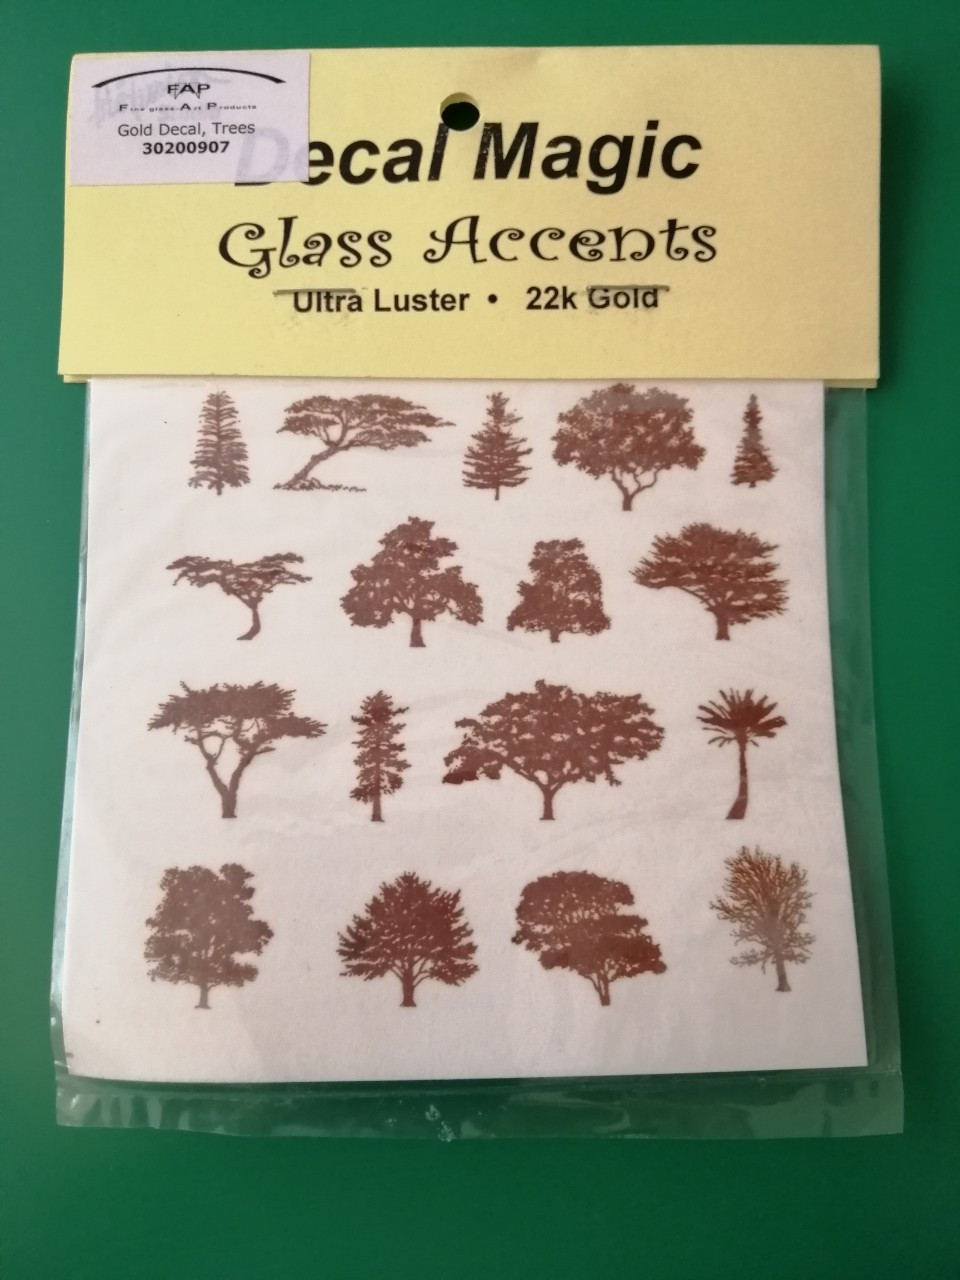 FAP
Fine glass-Art Products
Gold Decal, Trees
30200907
Decal Magic
Glass Accents
Ultra Luster • 22k Gold